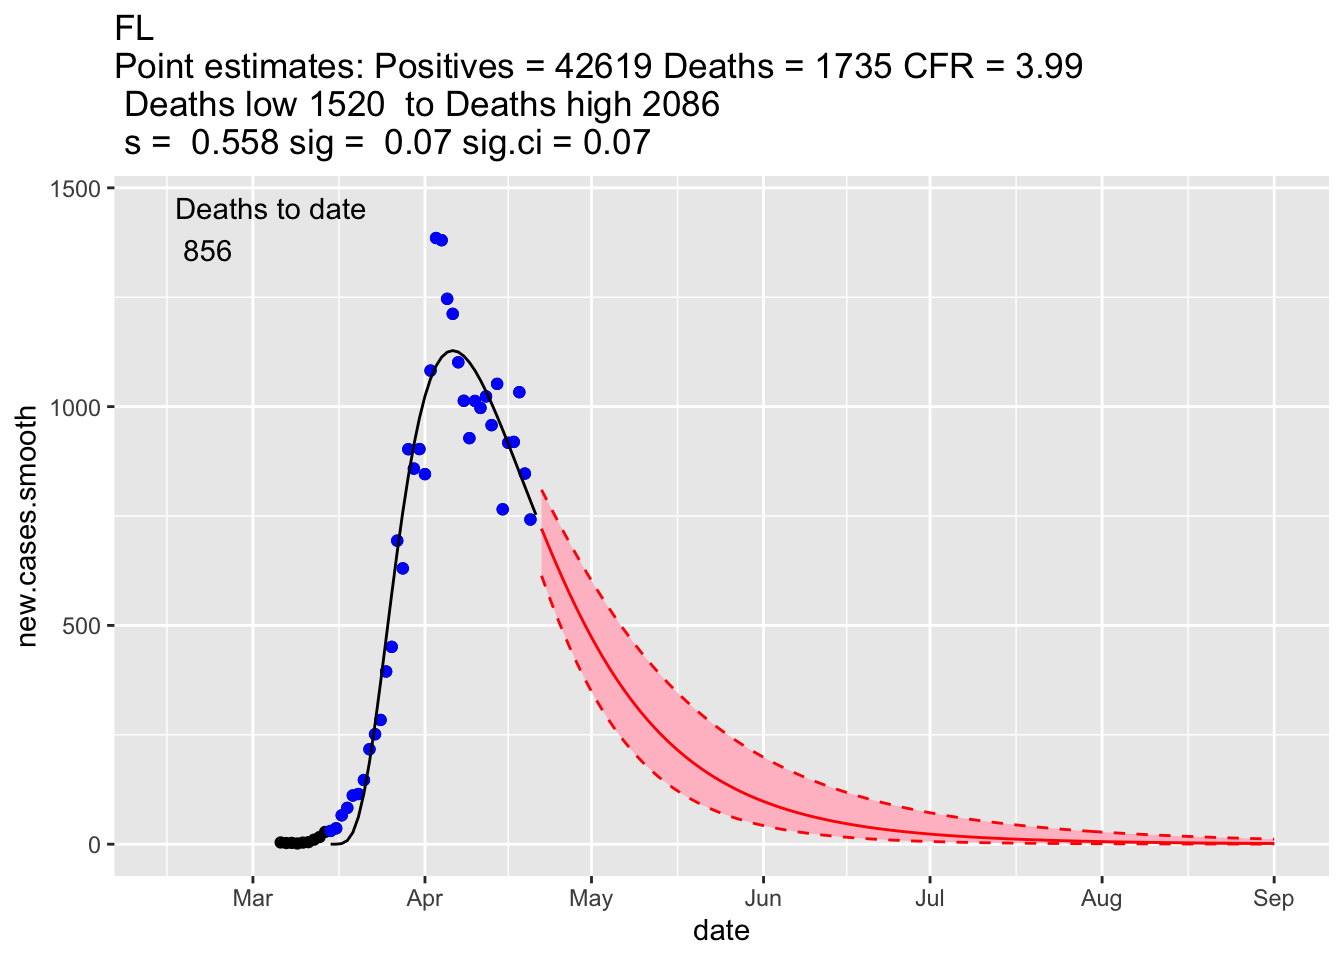 FL
Point estimates: Positives = 42619 Deaths = 1735 CFR = 3.99
Deaths low 1520  to Deaths high 2086
s =  0.558 sig =  0.07 sig.ci = 0.07
1500
Deaths to date
856
1000
500
0
new.cases.smooth
Mar Apr May Jun Jul Aug Sep
date